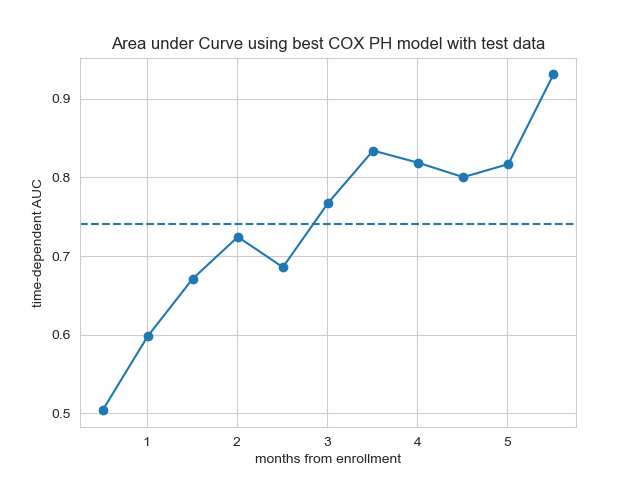 Area under Curve using best COX PH model with test data
time-dependent AUC
0.9
0.8
0.7
0.6
0.5
1 2 3 4 5
months from enrollment